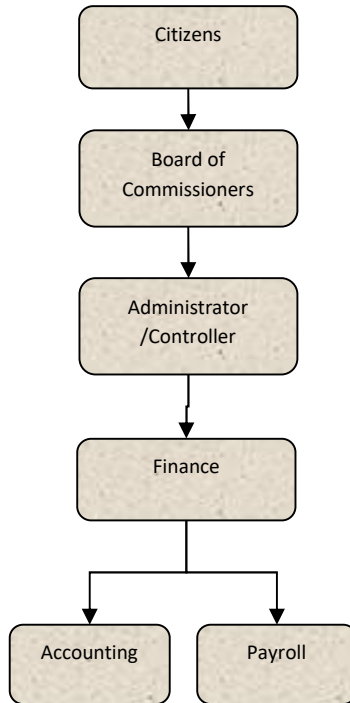 Citizens
Board of
Commissioners
Administrator
/Controller
Finance
Accounting
Payroll